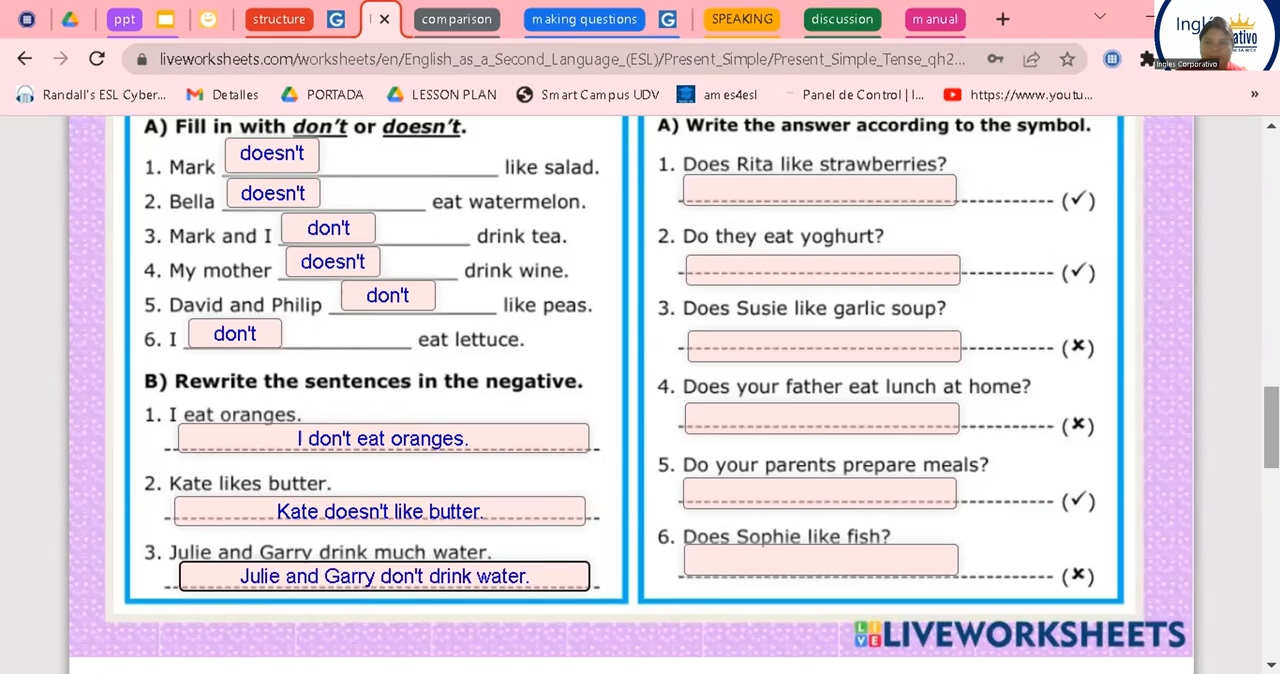 ppt
structure
comparison
making questions
SPEAKING
discussion
manual
liveworksheets.com/worksheets/en/English_as_a_Second_Language_(ESL)/Present_Simple/Present_Simple_Tense_qh2...
Ingles Corporativo
Randall's ESL Cyber...
Detalles
PORTADA
LESSON PLAN
Smart Campus UDV
ames4esl
Panel de Control | I...
https://www.youtu...
A) Fill in with don't or doesn't.
1. Mark doesn't like salad.
2. Bella doesn't eat watermelon.
3. Mark and I don't drink tea.
4. My mother doesn't drink wine.
5. David and Philip don't like peas.
6. I don't eat lettuce.
B) Rewrite the sentences in the negative.
1. I eat oranges.
I don't eat oranges.
2. Kate likes butter.
Kate doesn't like butter.
3. Julie and Garry drink much water.
Julie and Garry don't drink water.
A) Write the answer according to the symbol.
1. Does Rita like strawberries?
(✓)
2. Do they eat yoghurt?
(✓)
3. Does Susie like garlic soup?
(✗)
4. Does your father eat lunch at home?
(✗)
5. Do your parents prepare meals?
(✓)
6. Does Sophie like fish?
(✗)
LIVEWORKSHEETS